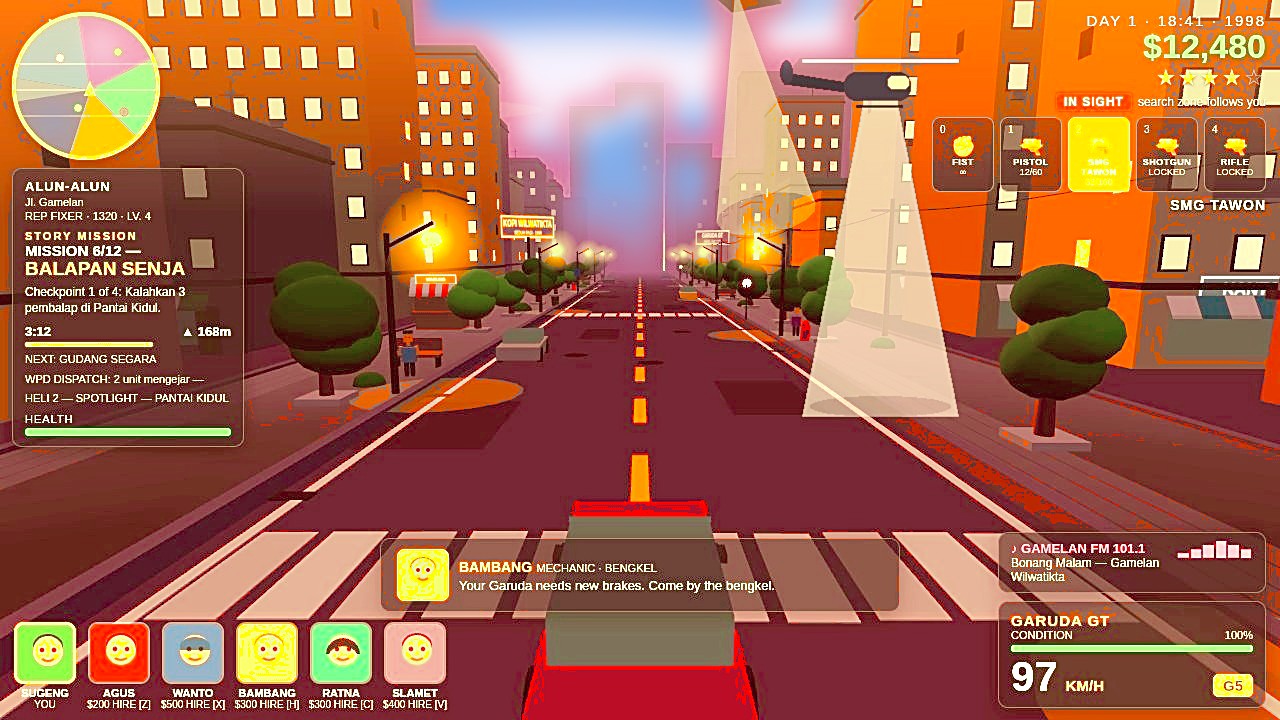 DAY 1 · 18:41 · 1998
$12,480
★★★★☆
IN SIGHT search zone follows you
0 FIST ∞
1 PISTOL 12/60
SMG TAWON
3 SHOTGUN LOCKED
4 RIFLE LOCKED
SMG TAWON
ALUN-ALUN
Jl. Gamelan
REP FIXER · 1320 · LV. 4
STORY MISSION
MISSION 6/12 —
BALAPAN SENJA
Checkpoint 1 of 4: Kalahkan 3
pembalap di Pantai Kidul.
3:12 ▲ 168m
NEXT: GUDANG SEGARA
WPD DISPATCH: 2 unit mengejar —
HELI 2 — SPOTLIGHT — PANTAI KIDUL
HEALTH
KOPI WILWATIKTA
GARUDA GT
BAMBANG MECHANIC · BENGKEL
Your Garuda needs new brakes. Come by the bengkel.
♪ GAMELAN FM 101.1
Bonang Malam — Gamelan
Wilwatikta
GARUDA GT
CONDITION 100%
97 KM/H G5
SUGENG
YOU
AGUS
$200 HIRE [Z]
WANTO
$500 HIRE [X]
BAMBANG
$300 HIRE [H]
RATNA
$300 HIRE [C]
SLAMET
$400 HIRE [V]